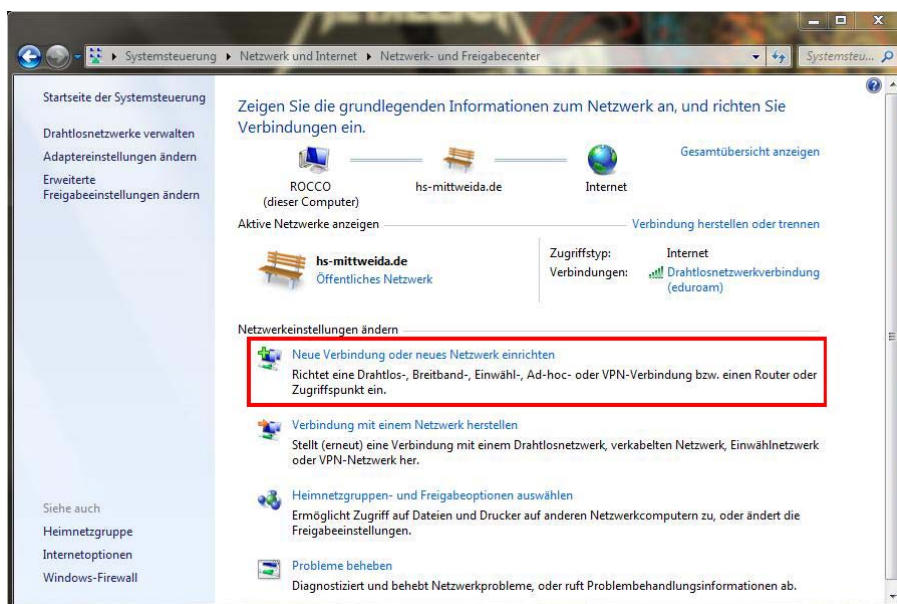 Systemsteuerung Netzwerk und Internet Netzwerk- und Freigabecenter
Systemsteu...
Startseite der Systemsteuerung
Drahtlosnetzwerke verwalten
Adaptereinstellungen ändern
Erweiterte
Freigabeeinstellungen ändern
Zeigen Sie die grundlegenden Informationen zum Netzwerk an, und richten Sie
Verbindungen ein.
Gesamtübersicht anzeigen
ROCCO
(dieser Computer)
hs-mittweida.de
Internet
Aktive Netzwerke anzeigen
Verbindung herstellen oder trennen
hs-mittweida.de
Öffentliches Netzwerk
Zugriffstyp: Internet
Verbindungen: Drahtlosnetzwerkverbindung
(eduroam)
Netzwerkeinstellungen ändern
Neue Verbindung oder neues Netzwerk einrichten
Richtet eine Drahtlos-, Breitband-, Einwähl-, Ad-hoc- oder VPN-Verbindung bzw. einen Router oder
Zugriffspunkt ein.
Verbindung mit einem Netzwerk herstellen
Stellt (erneut) eine Verbindung mit einem Drahtlosnetzwerk, verkabelten Netzwerk, Einwählnetzwerk
oder VPN-Netzwerk her.
Heimnetzgruppen- und Freigabeoptionen auswählen
Ermöglicht Zugriff auf Dateien und Drucker auf anderen Netzwerkcomputern zu, oder ändert die
Freigabeeinstellungen.
Probleme beheben
Diagnostiziert und behebt Netzwerkprobleme, oder ruft Problembehandlungsinformationen ab.
Siehe auch
Heimnetzgruppe
Internetoptionen
Windows-Firewall